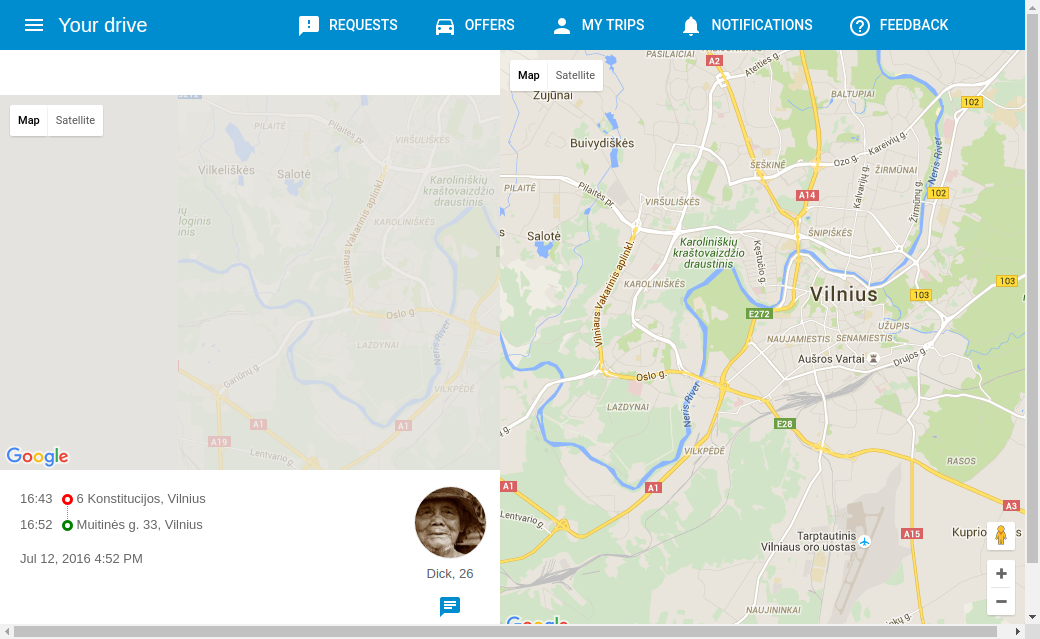 Your drive
REQUESTS
OFFERS
MY TRIPS
NOTIFICATIONS
FEEDBACK
Map
Satellite
PILAITĖ
Pilaitės pr.
VIRŠULIŠKĖS
Vilkeliškės
Salotė
Karoliniškių
kraštovaizdžio
draustinis
KAROLINIŠKĖS
Vilniaus Vakarinis aplinkl.
Oslo g.
LAZDYNAI
Neris River
Gariūnų g.
VILKPĖDĖ
A1
A1
A19
Lentvario g.
Google
16:43
6 Konstitucijos, Vilnius
16:52
Muitinės g. 33, Vilnius
Jul 12, 2016 4:52 PM
Dick, 26
Map
Satellite
PAŠILAIČIAI
A2
Ateities g.
Zujūnai
BALTUPIAI
102
Buivydiškės
Kareivių g.
Ozo g.
ŠEŠKINĖ
ŽIRMŪNAI
Neris River
Kalvarijų g.
PILAITĖ
Pilaitės pr.
A14
102
Žirmūnų g.
VIRŠULIŠKĖS
Salotė
ŠNIPIŠKĖS
Karoliniškių
kraštovaizdžio
draustinis
Kęstučio g.
KAROLINIŠKĖS
Vilniaus Vakarinis aplinkl.
Vilnius
103
103
E272
UŽUPIS
NAUJAMIESTIS
SENAMIESTIS
Aušros Vartai
Drujos g.
Oslo g.
LAZDYNAI
Neris River
E28
VILKPĖDĖ
RASOS
A1
A1
A3
Lentvario g.
A15
Tarptautinis
Vilniaus oro uostas
NAUJININKAI
Google